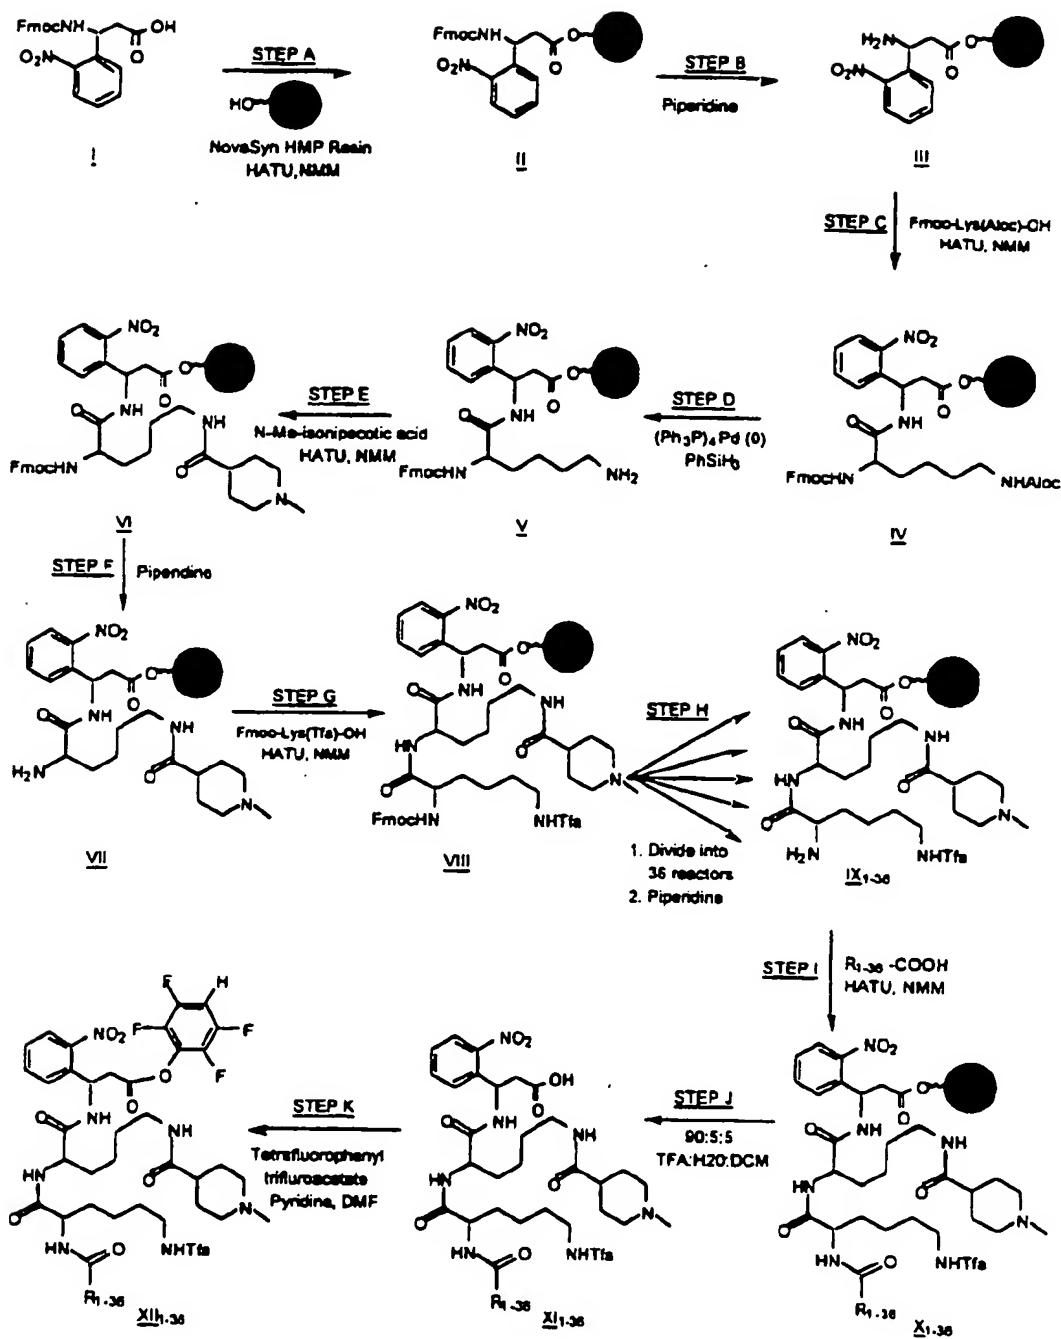 FmocHN
OH
O
O₂N
I
STEP A
HO
NovaSyn HMP Resin
HATU, NMM
FmocHN
O
O
O₂N
II
STEP B
Piperidine
H₂N
O
O
O₂N
III
STEP C
Fmoc-Lys(Aloc)-OH
HATU, NMM
NO₂
O
O
NH
O
FmocHN
NHAloc
IV
STEP D
(Ph₃P)₄ Pd (0)
PhSiH₃
NO₂
O
O
NH
O
FmocHN
NH₂
V
STEP E
N-Me-isonipecotic acid
HATU, NMM
NO₂
O
O
NH
O
NH
FmocHN
O
N
VI
STEP F
Piperidine
NO₂
O
O
NH
O
NH
H₂N
O
N
VII
STEP G
Fmoc-Lys(Tfa)-OH
HATU, NMM
NO₂
O
O
NH
O
NH
HN
O
O
N
FmocHN
NHTfa
VIII
STEP H
1. Divide into
36 reactors
2. Piperidine
NO₂
O
O
NH
O
NH
HN
O
O
N
H₂N
NHTfa
IX₁₋₃₆
STEP I
R₁₋₃₆ -COOH
HATU, NMM
NO₂
O
O
NH
O
NH
HN
O
O
N
HN
O
NHTfa
R₁₋₃₆
X₁₋₃₆
STEP J
90:5:5
TFA:H20:DCM
NO₂
OH
O
NH
O
NH
HN
O
O
N
HN
O
NHTfa
R₁₋₃₆
XI₁₋₃₆
STEP K
Tetrafluorophenyl
trifluroacetate
Pyridine, DMF
F
H
F
F
F
NO₂
O
O
NH
O
NH
HN
O
O
N
HN
O
NHTfa
R₁₋₃₆
XII₁₋₃₆